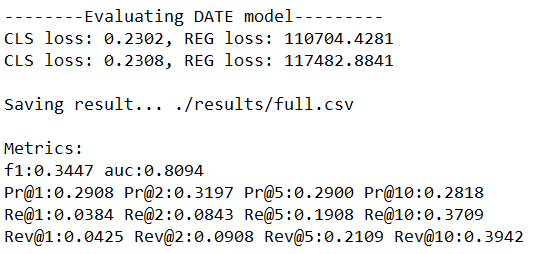 --------Evaluating DATE model---------
CLS loss: 0.2302, REG loss: 110704.4281
CLS loss: 0.2308, REG loss: 117482.8841
Saving result... ./results/full.csv
Metrics:
f1:0.3447 auc:0.8094
Pr@1:0.2908 Pr@2:0.3197 Pr@5:0.2900 Pr@10:0.2818
Re@1:0.0384 Re@2:0.0843 Re@5:0.1908 Re@10:0.3709
Rev@1:0.0425 Rev@2:0.0908 Rev@5:0.2109 Rev@10:0.3942